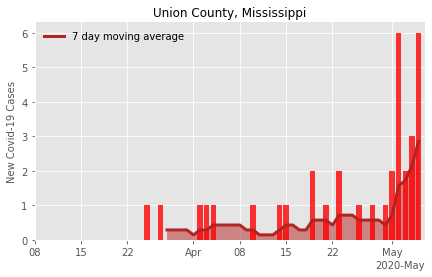 Union County, Mississippi
7 day moving average
New Covid-19 Cases
6
5
4
3
2
1
0
08
15
22
Apr
08
15
22
May
2020-May